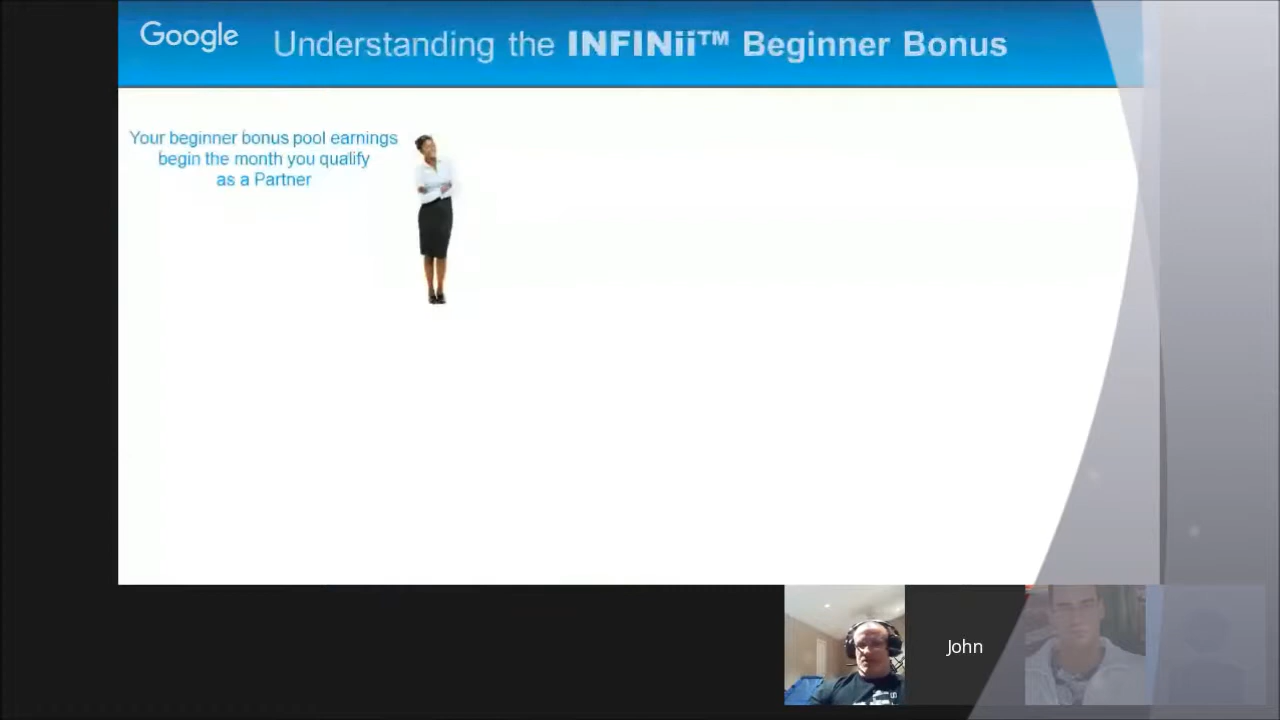 Google
Understanding the INFINii™ Beginner Bonus
Your beginner bonus pool earnings
begin the month you qualify
as a Partner
John